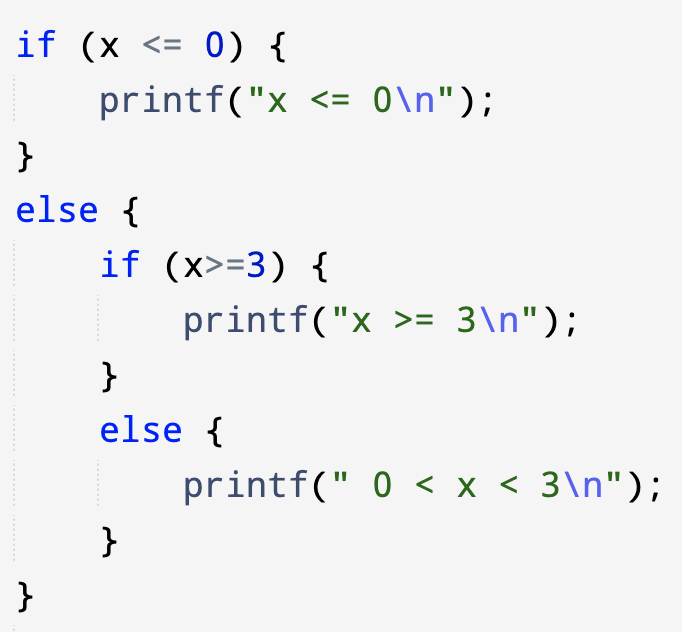 if (x <= 0) {
    printf("x <= 0\n");
}
else {
    if (x>=3) {
        printf("x >= 3\n");
    }
    else {
        printf(" 0 < x < 3\n");
    }
}